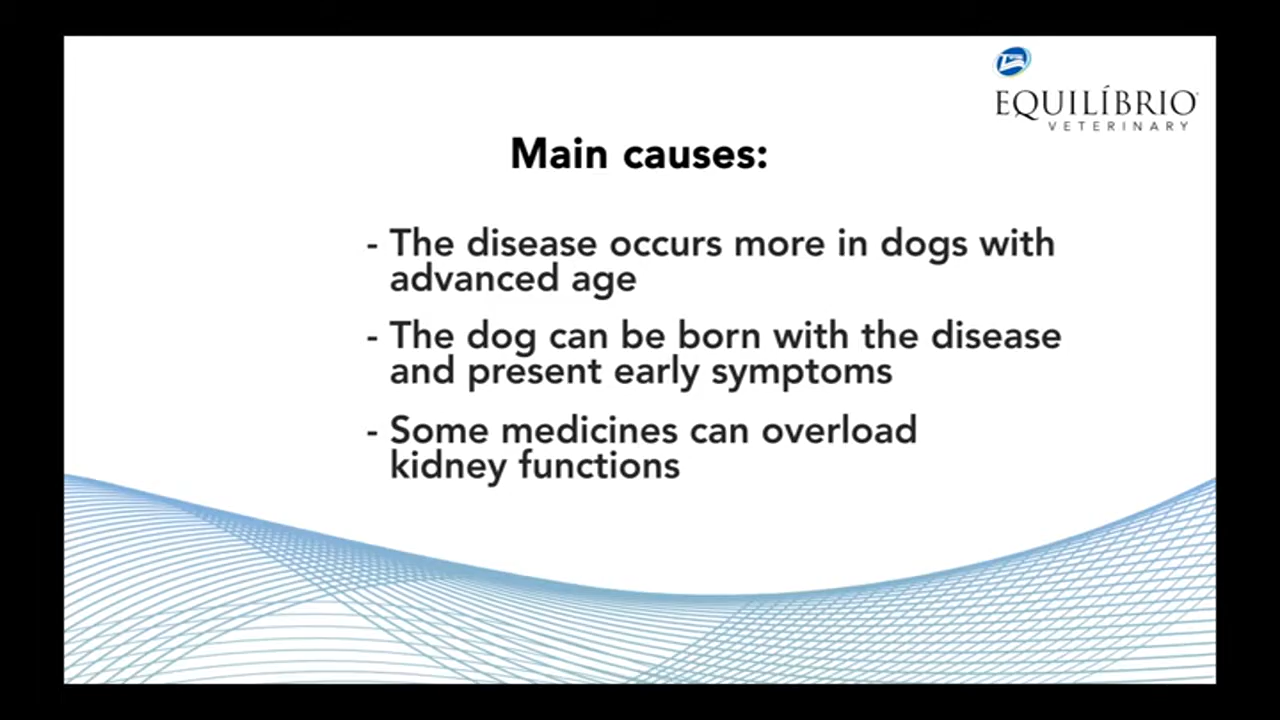 EQUILÍBRIO
VETERINARY
Main causes:
- The disease occurs more in dogs with
advanced age
- The dog can be born with the disease
and present early symptoms
- Some medicines can overload
kidney functions